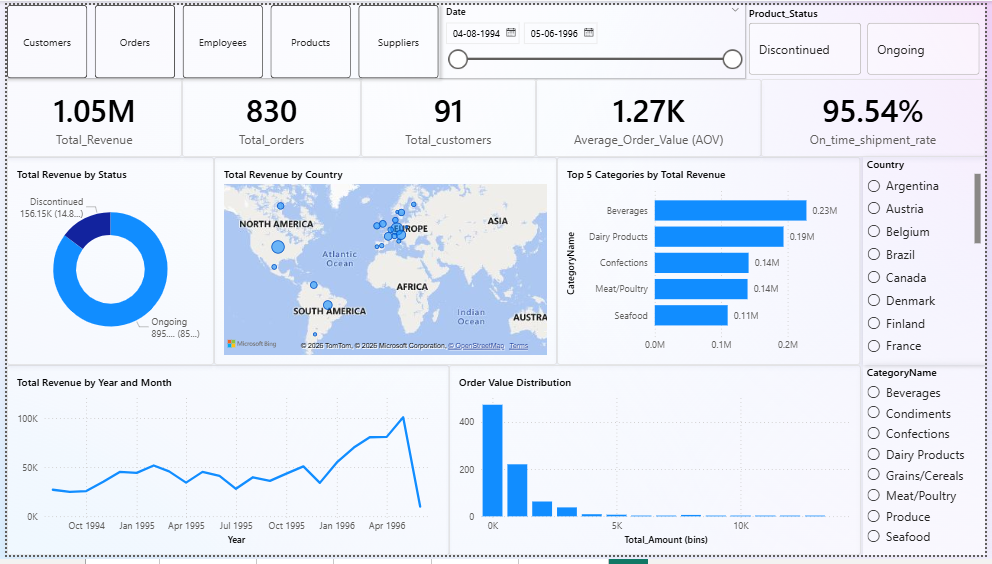 Customers
Orders
Employees
Products
Suppliers
Date
04-08-1994
05-06-1996
Product_Status
Discontinued
Ongoing
1.05M
Total_Revenue
830
Total_orders
91
Total_customers
1.27K
Average_Order_Value (AOV)
95.54%
On_time_shipment_rate
Total Revenue by Status
Discontinued
156.15K (14.8...)
Ongoing
895.... (85...)
Total Revenue by Country
NORTH AMERICA
EUROPE
ASIA
Atlantic
Ocean
AFRICA
SOUTH AMERICA
Indian
Ocean
AUSTRA
Microsoft Bing
© 2026 TomTom, © 2026 Microsoft Corporation, © OpenStreetMap Terms
Top 5 Categories by Total Revenue
CategoryName
Beverages
0.23M
Dairy Products
0.19M
Confections
0.14M
Meat/Poultry
0.14M
Seafood
0.11M
0.0M
0.1M
0.2M
Country
Argentina
Austria
Belgium
Brazil
Canada
Denmark
Finland
France
Total Revenue by Year and Month
100K
50K
0K
Oct 1994
Jan 1995
Apr 1995
Jul 1995
Oct 1995
Jan 1996
Apr 1996
Year
Order Value Distribution
400
200
0
0K
5K
10K
Total_Amount (bins)
CategoryName
Beverages
Condiments
Confections
Dairy Products
Grains/Cereals
Meat/Poultry
Produce
Seafood